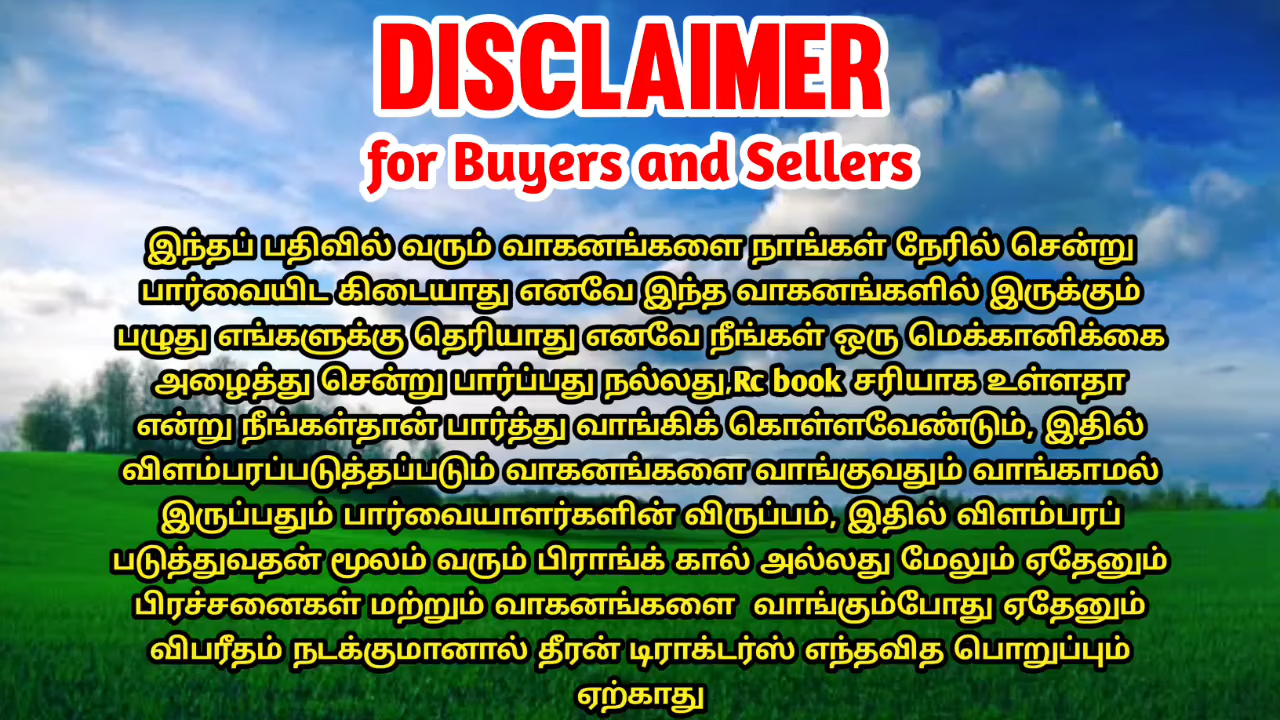 DISCLAIMER
for Buyers and Sellers
இந்தப் பதிவில் வரும் வாகனங்களை நாங்கள் நேரில் சென்று
பார்வையிட கிடையாது எனவே இந்த வாகனங்களில் இருக்கும்
பழுது எங்களுக்கு தெரியாது எனவே நீங்கள் ஒரு மெக்கானிக்கை
அழைத்து சென்று பார்ப்பது நல்லது,Rc book சரியாக உள்ளதா
என்று நீங்கள்தான் பார்த்து வாங்கிக் கொள்ளவேண்டும், இதில்
விளம்பரப்படுத்தப்படும் வாகனங்களை வாங்குவதும் வாங்காமல்
இருப்பதும் பார்வையாளர்களின் விருப்பம், இதில் விளம்பரப்
படுத்துவதன் மூலம் வரும் பிராங்க் கால் அல்லது மேலும் ஏதேனும்
பிரச்சனைகள் மற்றும் வாகனங்களை வாங்கும்போது ஏதேனும்
விபரீதம் நடக்குமானால் தீரன் டிராக்டர்ஸ் எந்தவித பொறுப்பும்
ஏற்காது